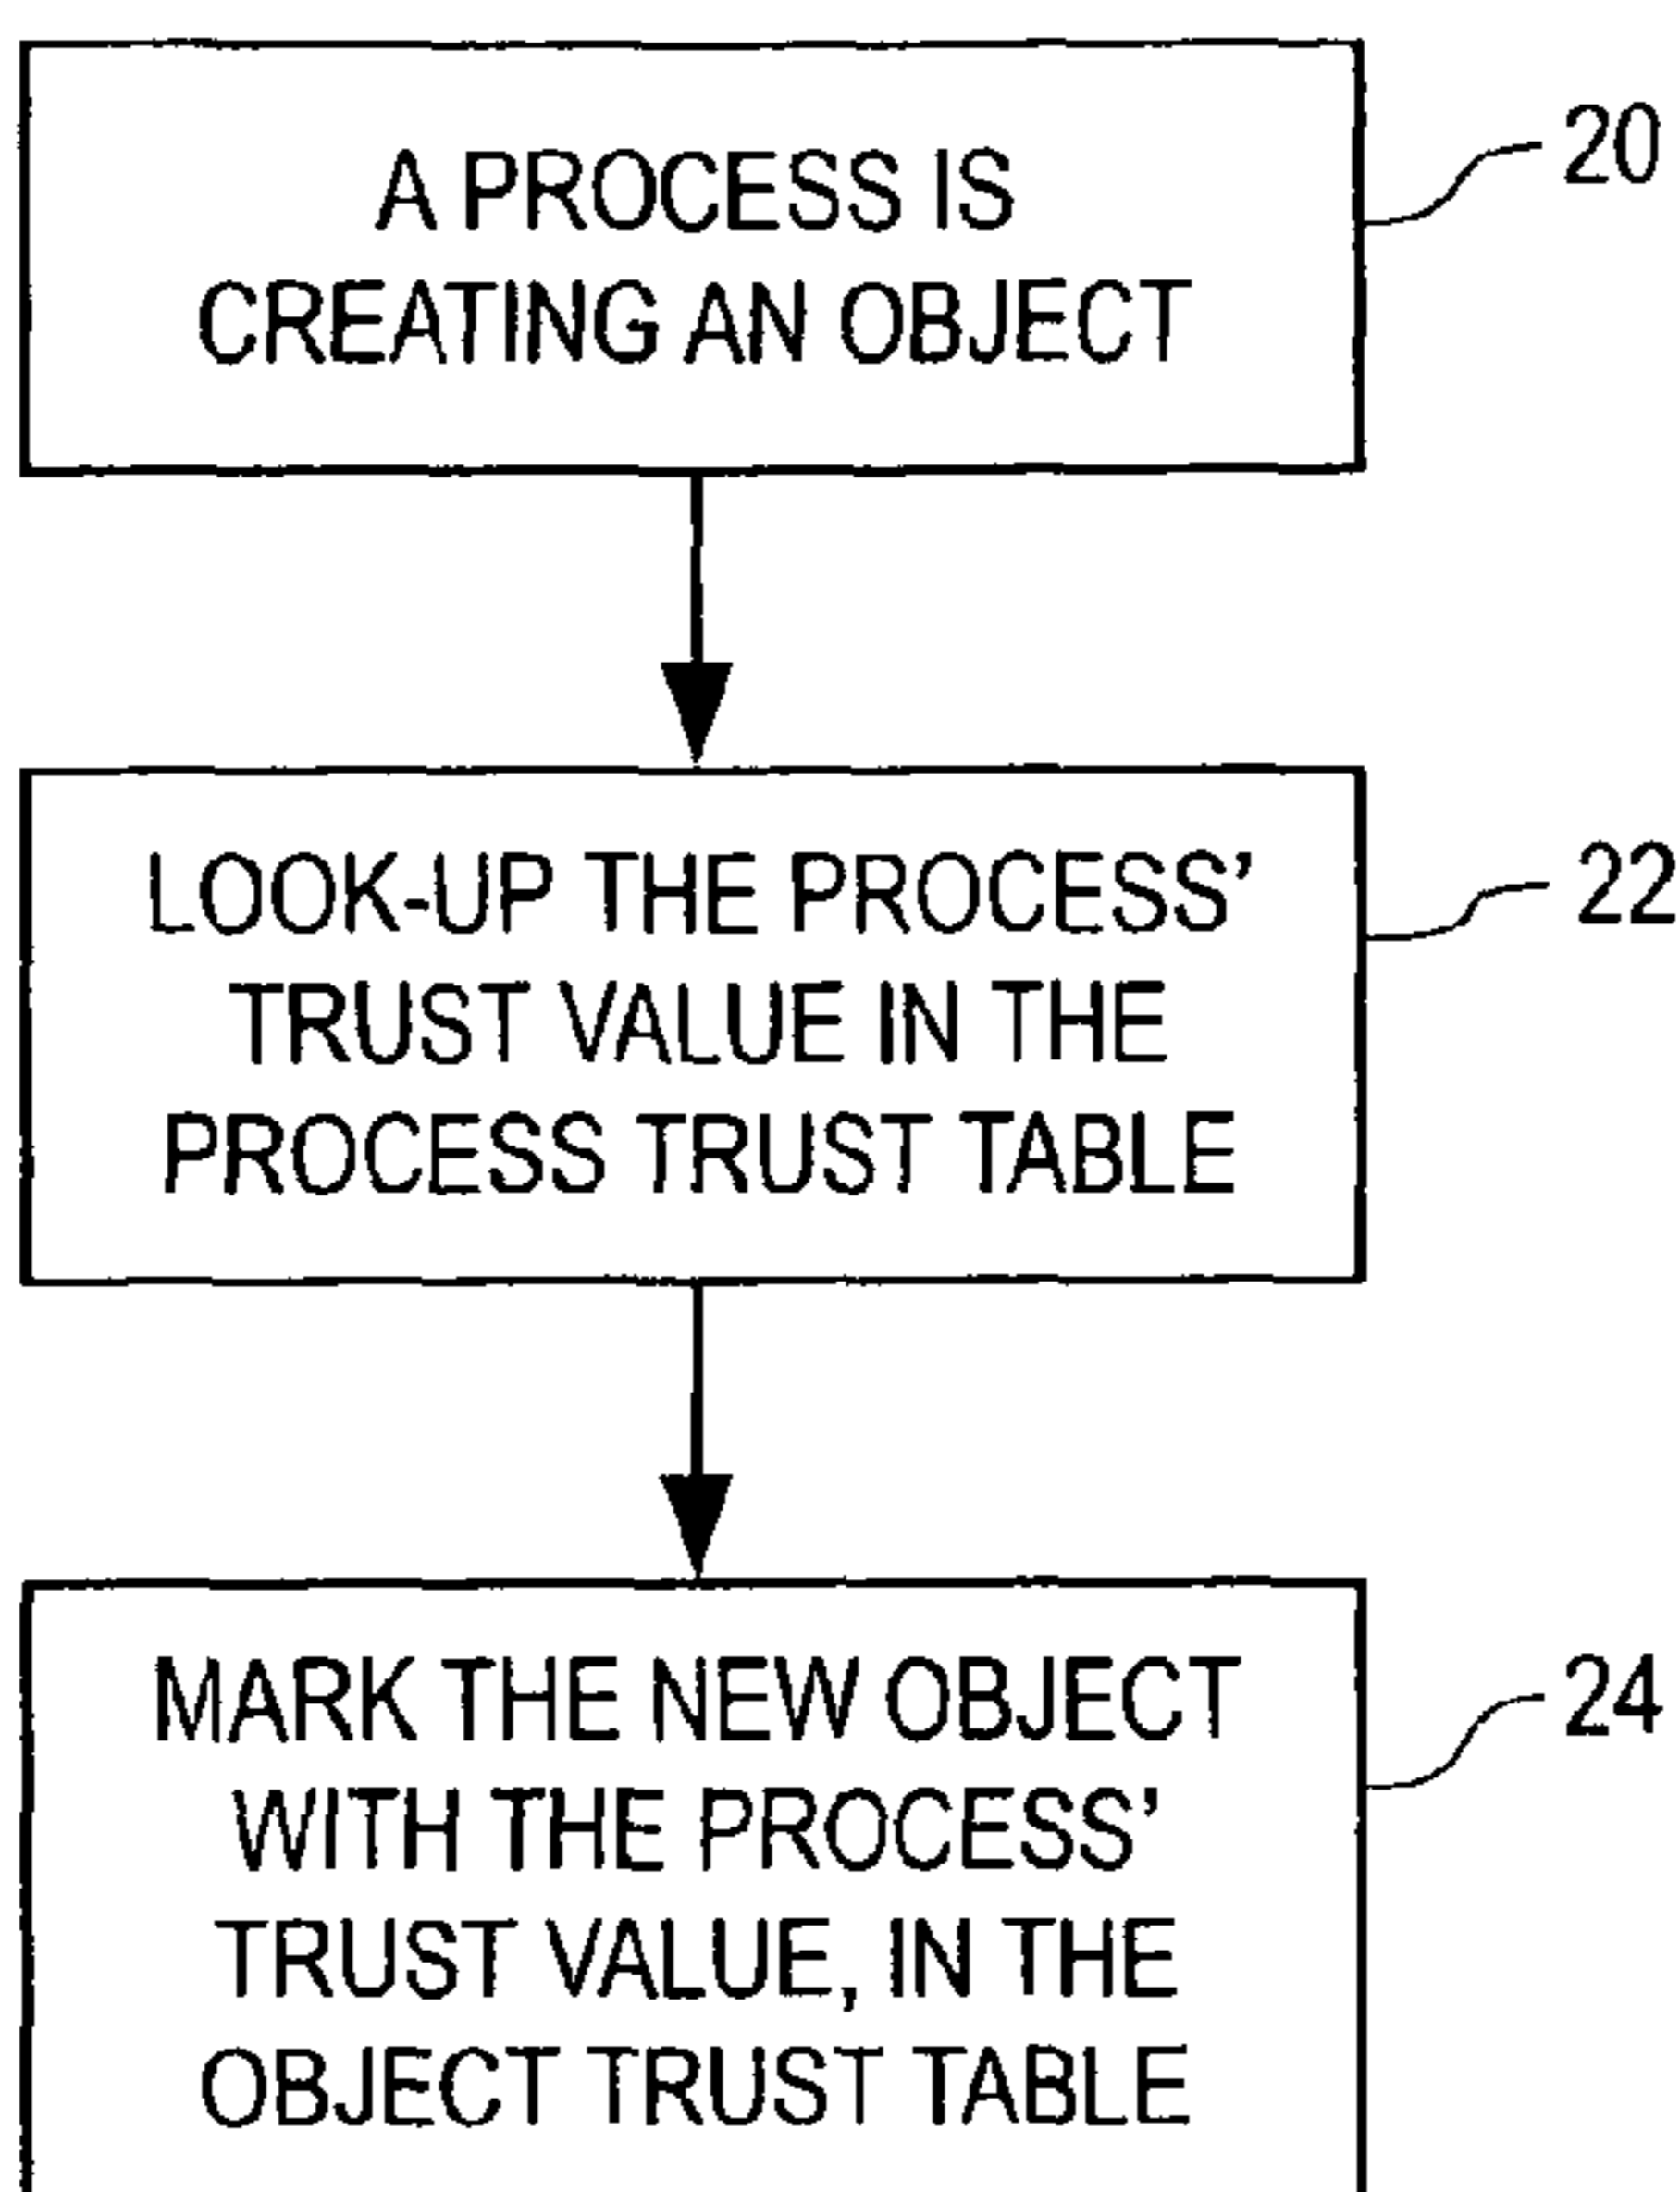 A PROCESS IS
CREATING AN OBJECT
20
LOOK-UP THE PROCESS’
TRUST VALUE IN THE
PROCESS TRUST TABLE
22
MARK THE NEW OBJECT
WITH THE PROCESS’
TRUST VALUE, IN THE
OBJECT TRUST TABLE
24